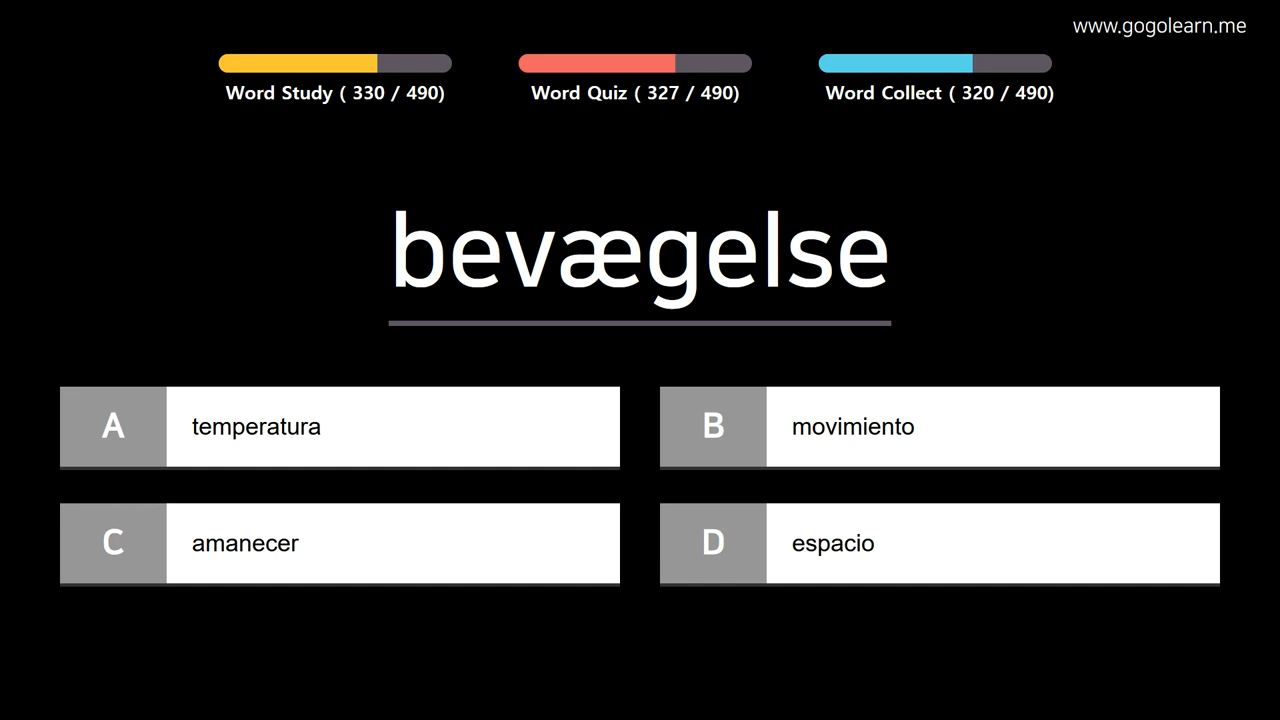 www.gogolearn.me
Word Study ( 330 / 490)
Word Quiz ( 327 / 490)
Word Collect ( 320 / 490)
bevægelse
A temperatura
B movimiento
C amanecer
D espacio